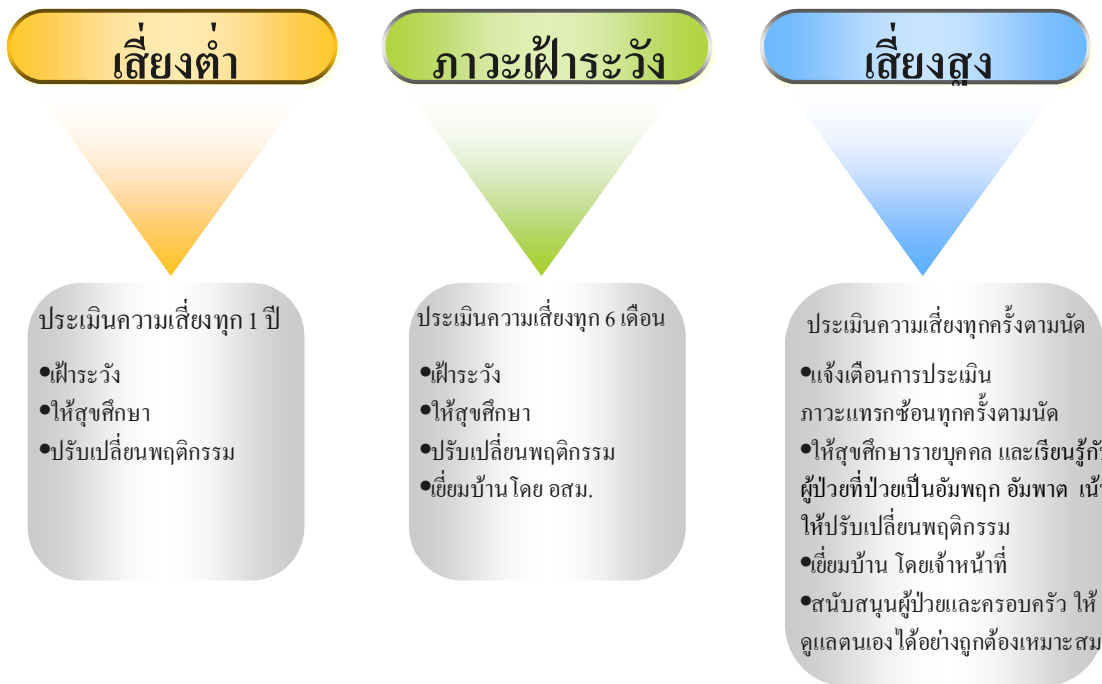 เสี่ยงต่ำ
ประเมินความเสี่ยงทุก 1 ปี
•เฝ้าระวัง
•ให้สุขศึกษา
•ปรับเปลี่ยนพฤติกรรม
ภาวะเฝ้าระวัง
ประเมินความเสี่ยงทุก 6 เดือน
•เฝ้าระวัง
•ให้สุขศึกษา
•ปรับเปลี่ยนพฤติกรรม
•เยี่ยมบ้านโดย อสม.
เสี่ยงสูง
ประเมินความเสี่ยงทุกครั้งตามนัด
•แจ้งเตือนการประเมิน
ภาวะแทรกซ้อนทุกครั้งตามนัด
•ให้สุขศึกษารายบุคคล และเรียนรู้
ผู้ป่วยที่ป่วยเป็นอัมพฤก อัมพาต
ให้ปรับเปลี่ยนพฤติกรรม
•เยี่ยมบ้าน โดยเจ้าหน้าที่
•สนับสนุนผู้ป่วยและครอบครัว ให้
ดูแลตนเองได้อย่างถูกต้องเหมาะสม